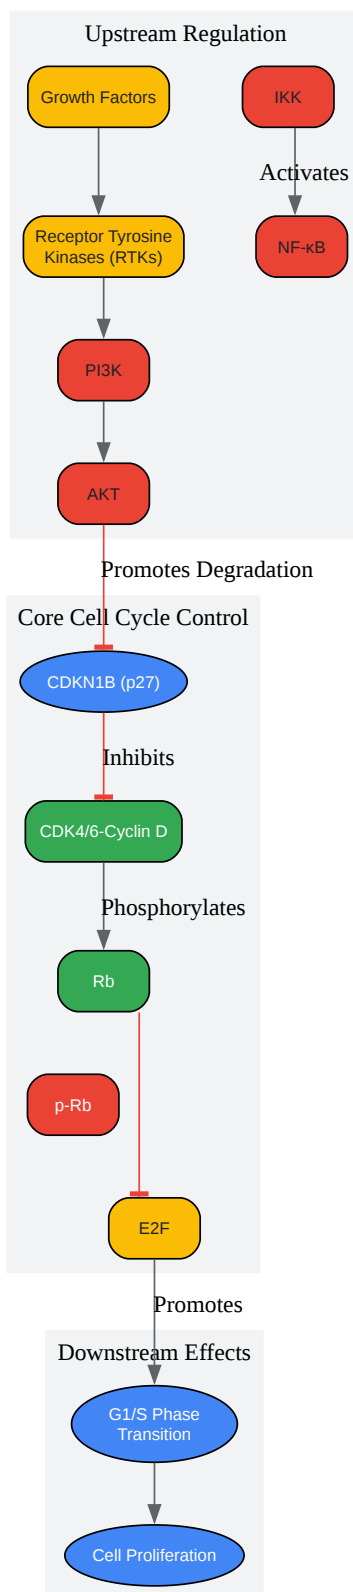 Upstream Regulation
Growth Factors
IKK
Activates
Receptor Tyrosine
Kinases (RTKs)
NF-κB
PI3K
AKT
Promotes Degradation
Core Cell Cycle Control
CDKN1B (p27)
Inhibits
CDK4/6-Cyclin D
Phosphorylates
Rb
p-Rb
E2F
Promotes
Downstream Effects
G1/S Phase
Transition
Cell Proliferation